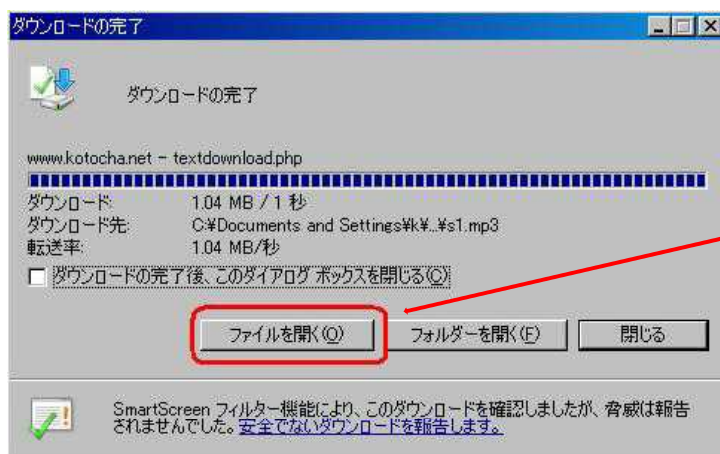 ダウンロードの完了
ダウンロードの完了
www.kotocha.net - textdownload.php
ダウンロード: 1.04 MB / 1 秒
ダウンロード先: C:¥Documents and Settings¥k¥...¥s1.mp3
転送率: 1.04 MB/秒
ダウンロードの完了後、このダイアログ ボックスを閉じる(C)
ファイルを開く(O) フォルダーを開く(F) 閉じる
SmartScreen フィルター機能により、このダウンロードを確認しましたが、脅威は報告
されませんでした。安全でないダウンロードを報告します。